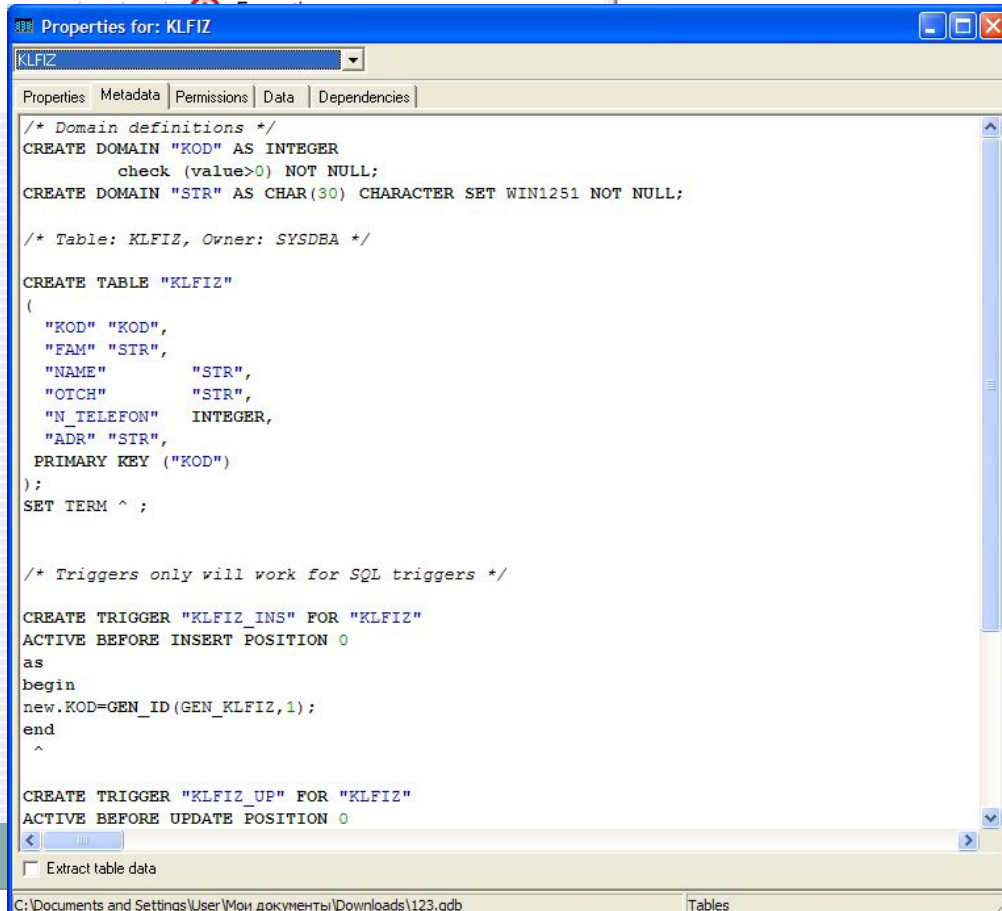 Properties for: KLFIZ
KLFIZ
Properties Metadata Permissions Data Dependencies
/* Domain definitions */
CREATE DOMAIN "KOD" AS INTEGER
check (value>0) NOT NULL;
CREATE DOMAIN "STR" AS CHAR(30) CHARACTER SET WIN1251 NOT NULL;
/* Table: KLFIZ, Owner: SYSDBA */
CREATE TABLE "KLFIZ"
(
"KOD" "KOD",
"FAM" "STR",
"NAME" "STR",
"OTCH" "STR",
"N_TELEFON" INTEGER,
"ADR" "STR",
PRIMARY KEY ("KOD")
);
SET TERM ^ ;
/* Triggers only will work for SQL triggers */
CREATE TRIGGER "KLFIZ_INS" FOR "KLFIZ"
ACTIVE BEFORE INSERT POSITION 0
as
begin
new.KOD=GEN_ID(GEN_KLFIZ,1);
end
^
CREATE TRIGGER "KLFIZ_UP" FOR "KLFIZ"
ACTIVE BEFORE UPDATE POSITION 0
Extract table data
C:\Documents and Settings\User\Мои документы\Downloads\123.gdb Tables